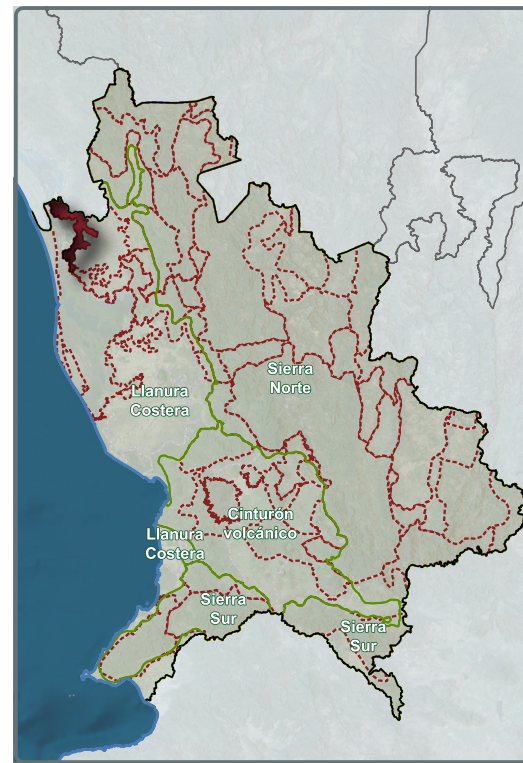 Sierra
Norte
Llanura
Costera
Cinturón
volcánico
Llanura
Costera
Sierra
Sur
Sierra
Sur